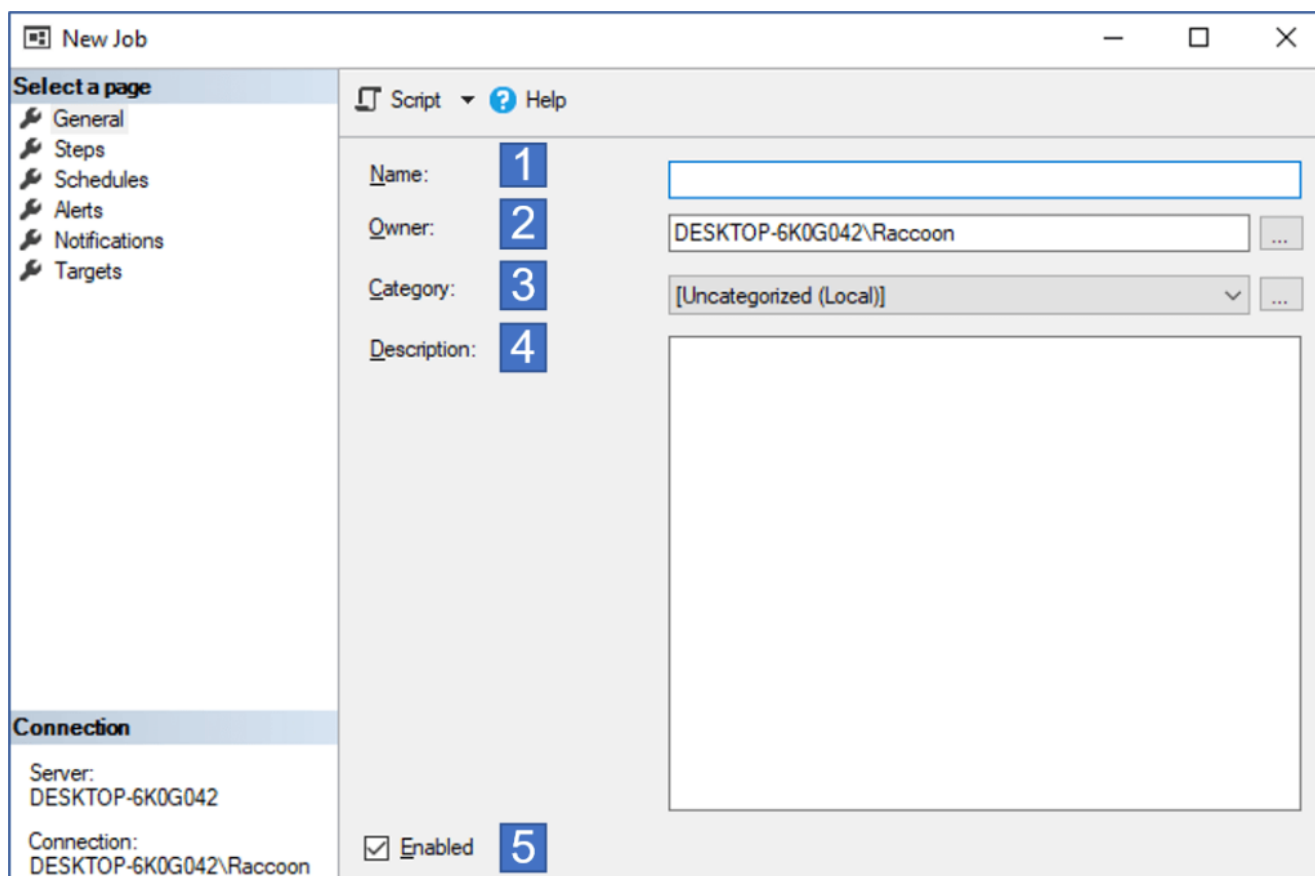 New Job
Select a page
General
Steps
Schedules
Alerts
Notifications
Targets
Connection
Server:
DESKTOP-6K0G042
Connection:
DESKTOP-6K0G042\Raccoon
Script
Help
Name: 1
Owner: 2 DESKTOP-6K0G042\Raccoon ...
Category: 3 [Uncategorized (Local)] ...
Description: 4
Enabled 5